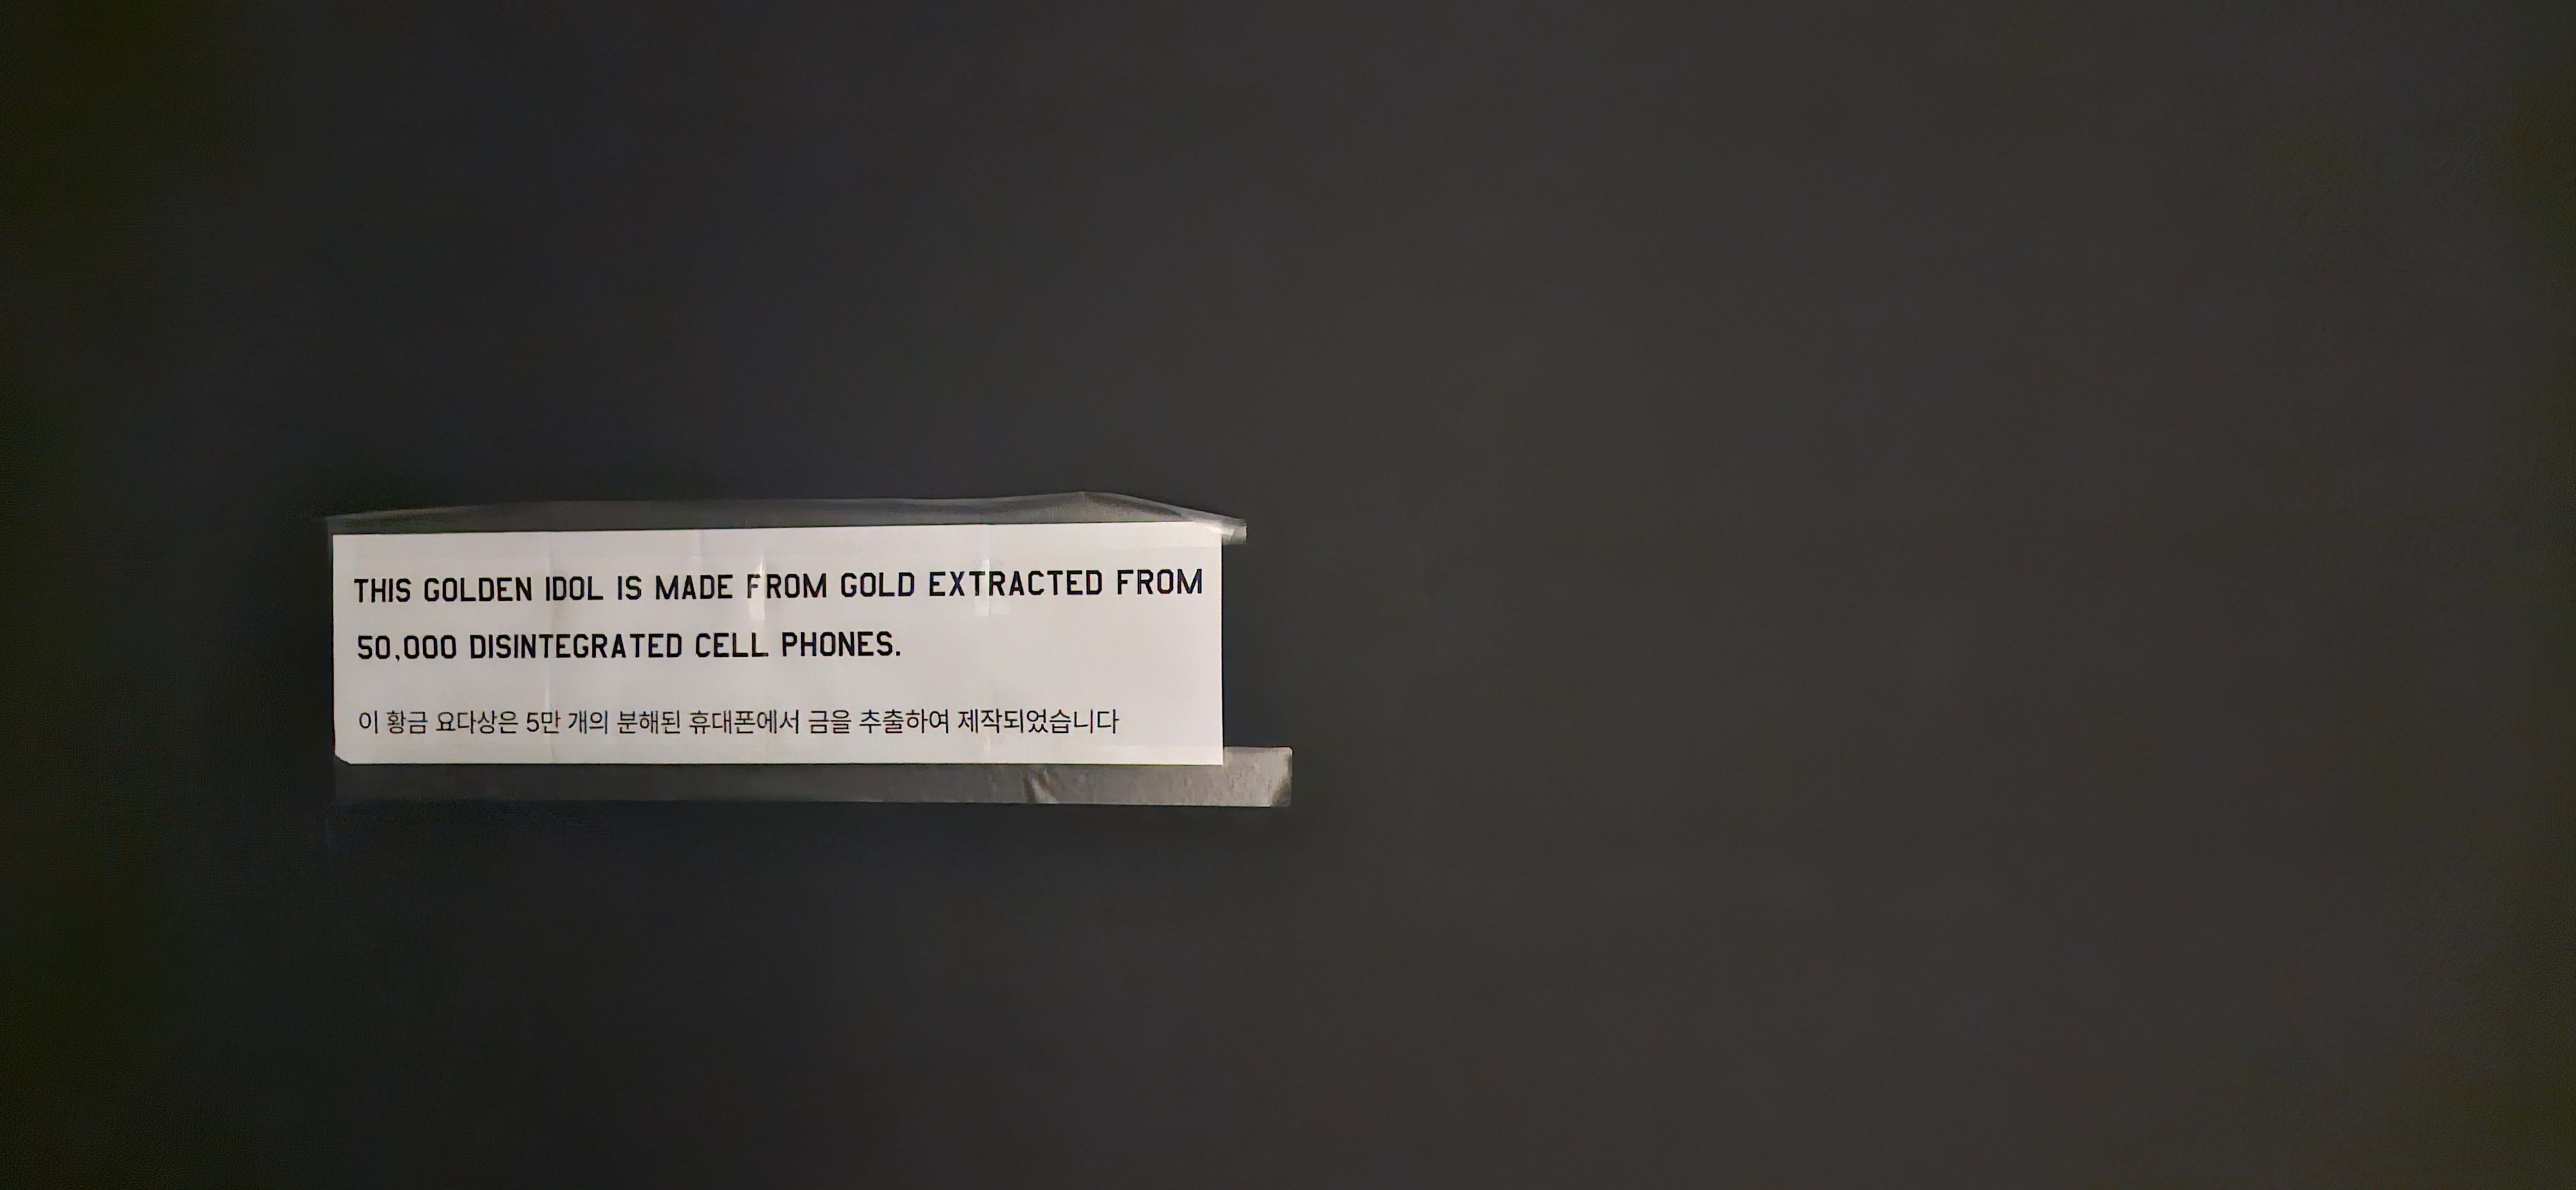 THIS GOLDEN IDOL IS MADE FROM GOLD EXTRACTED FROM
50,000 DISINTEGRATED CELL PHONES.
이 황금 요다상은 5만 개의 분해된 휴대폰에서 금을 추출하여 제작되었습니다